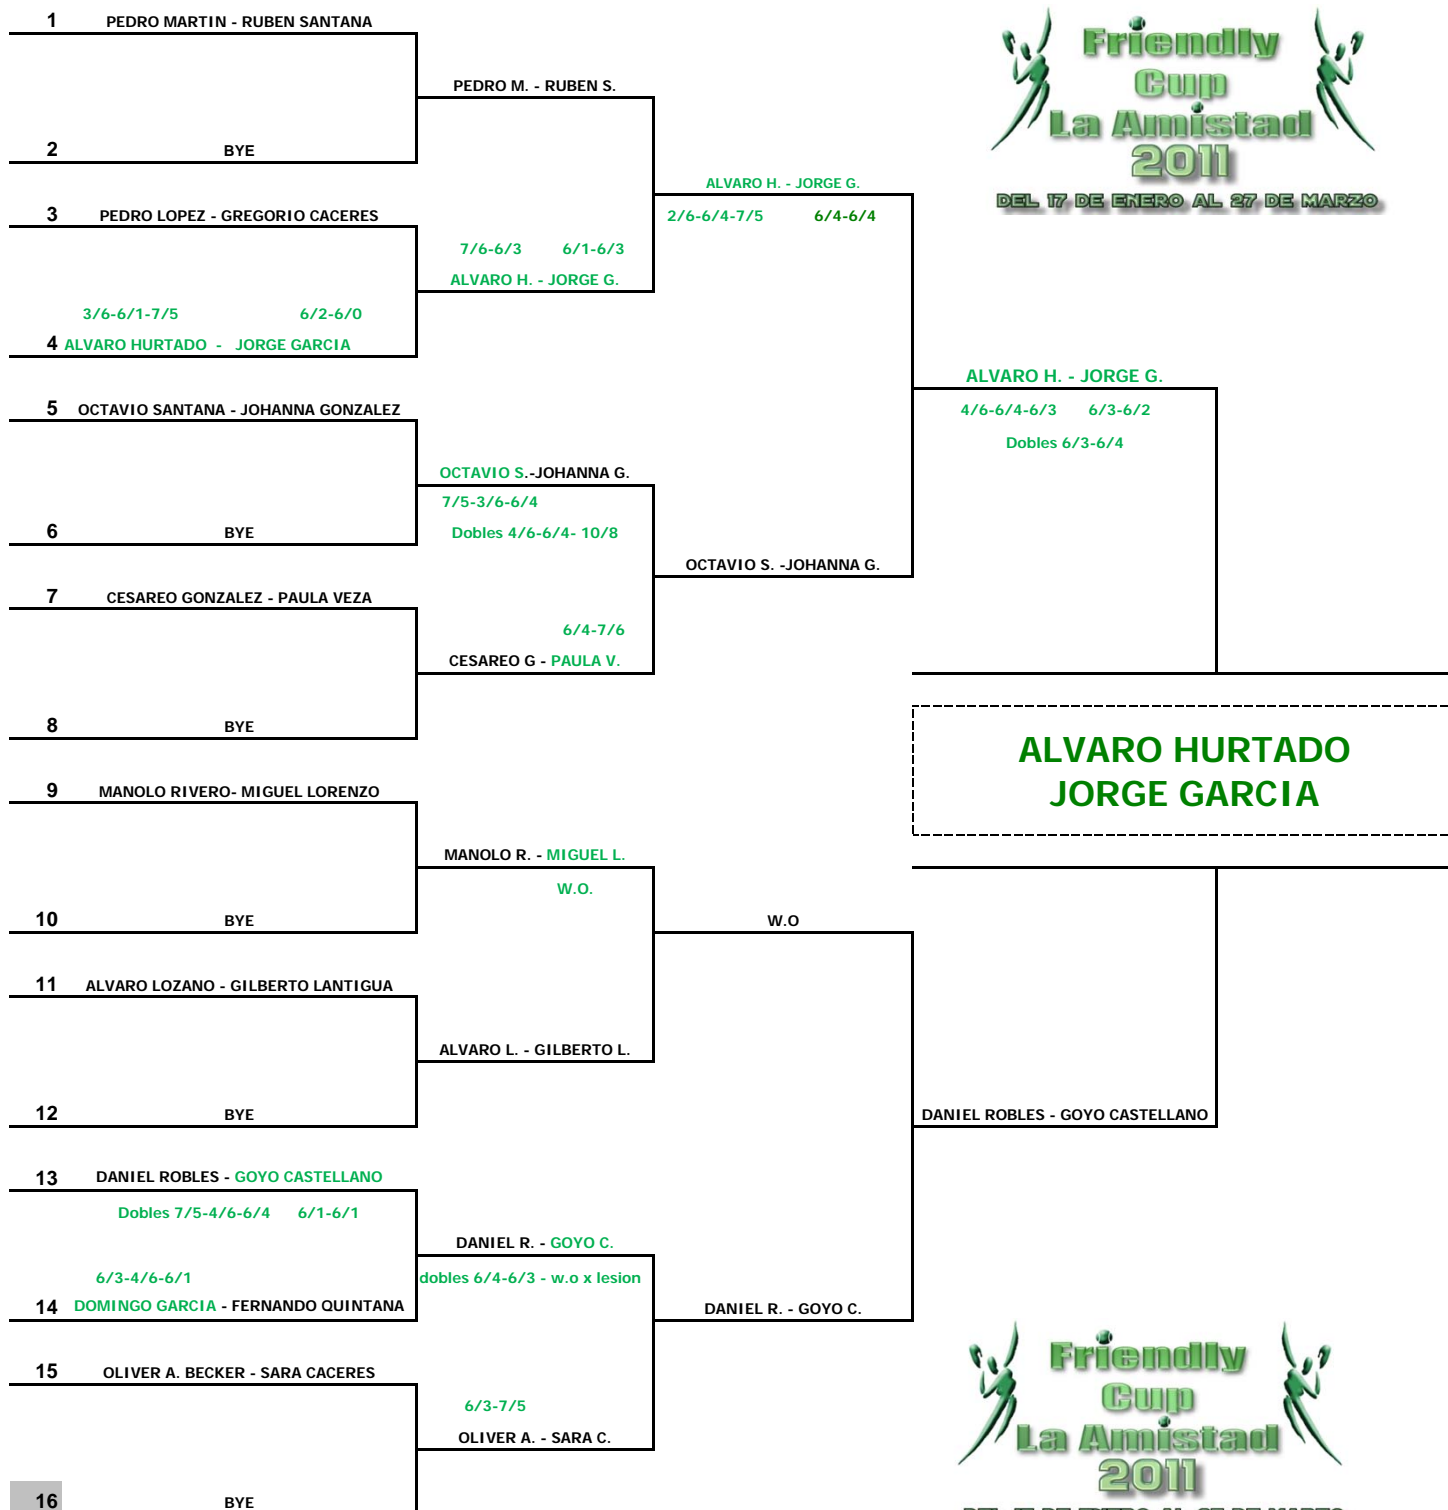 1 PEDRO MARTIN - RUBEN SANTANA
Friendly
Cup
La Amistad
2011
DEL 17 DE ENERO AL 27 DE MARZO
PEDRO M. - RUBEN S.
2 BYE
ALVARO H. - JORGE G.
2/6-6/4-7/5 6/4-6/4
3 PEDRO LOPEZ - GREGORIO CACERES
7/6-6/3 6/1-6/3
ALVARO H. - JORGE G.
3/6-6/1-7/5 6/2-6/0
4 ALVARO HURTADO - JORGE GARCIA
ALVARO H. - JORGE G.
4/6-6/4-6/3 6/3-6/2
Dobles 6/3-6/4
5 OCTAVIO SANTANA - JOHANNA GONZALEZ
OCTAVIO S.-JOHANNA G.
7/5-3/6-6/4
Dobles 4/6-6/4- 10/8
6 BYE
OCTAVIO S. -JOHANNA G.
7 CESAREO GONZALEZ - PAULA VEZA
6/4-7/6
CESAREO G - PAULA V.
8 BYE
ALVARO HURTADO
JORGE GARCIA
9 MANOLO RIVERO- MIGUEL LORENZO
MANOLO R. - MIGUEL L.
W.O.
10 BYE
W.O
11 ALVARO LOZANO - GILBERTO LANTIGUA
ALVARO L. - GILBERTO L.
12 BYE
DANIEL ROBLES - GOYO CASTELLANO
13 DANIEL ROBLES - GOYO CASTELLANO
Dobles 7/5-4/6-6/4 6/1-6/1
DANIEL R. - GOYO C.
dobles 6/4-6/3 - w.o x lesion
6/3-4/6-6/1
14 DOMINGO GARCIA - FERNANDO QUINTANA
DANIEL R. - GOYO C.
15 OLIVER A. BECKER - SARA CACERES
6/3-7/5
OLIVER A. - SARA C.
16 BYE
Friendly
Cup
La Amistad
2011
DEL 17 DE ENERO AL 27 DE MARZO